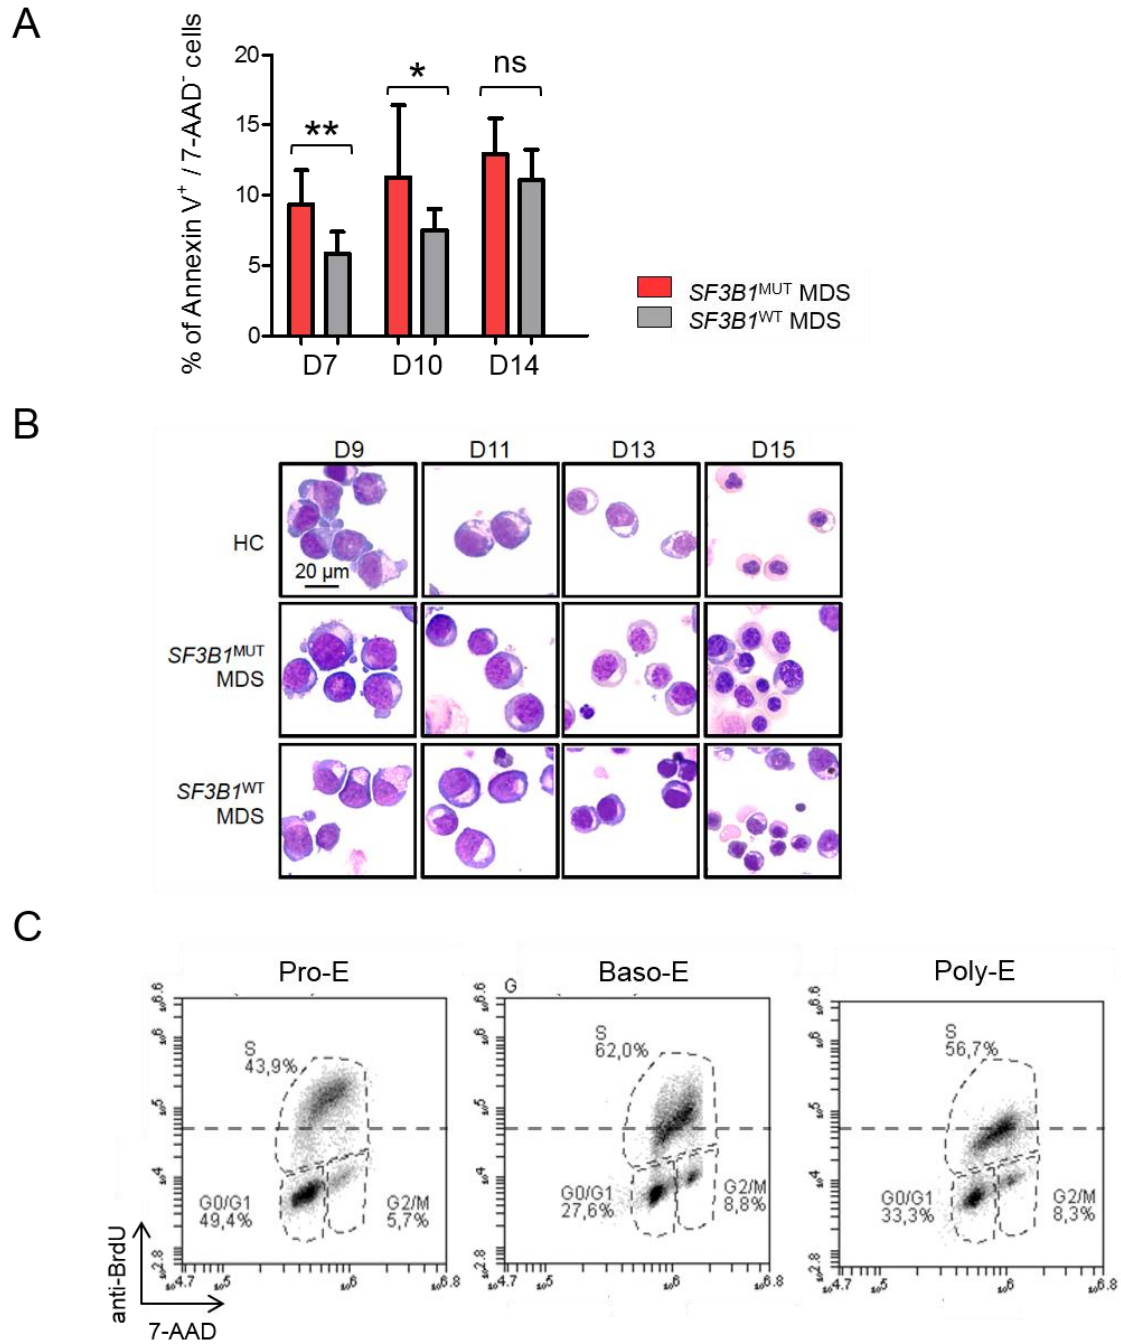 A
% of Annexin V⁺ / 7-AAD⁻ cells
20
15
10
5
0
**
*
ns
D7
D10
D14
SF3B1ᴹᵁᵀ MDS
SF3B1ᵂᵀ MDS
B
D9
D11
D13
D15
HC
20 µm
SF3B1ᴹᵁᵀ
MDS
SF3B1ᵂᵀ
MDS
C
Pro-E
Baso-E
Poly-E
G
S
43,9%
G0/G1
49,4%
G2/M
5,7%
S
62,0%
G0/G1
27,6%
G2/M
8,8%
S
56,7%
G0/G1
33,3%
G2/M
8,3%
anti-BrdU
7-AAD